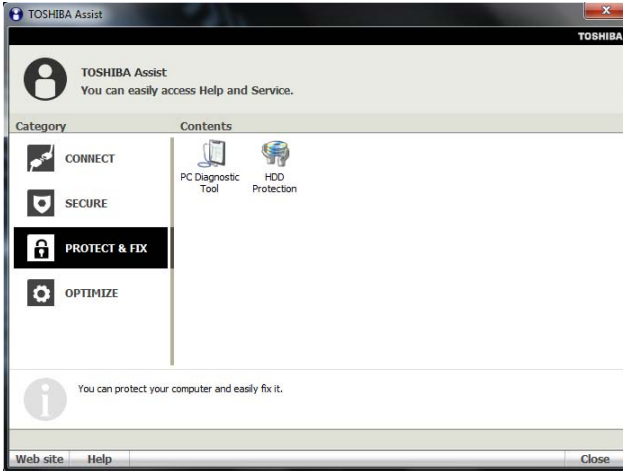 TOSHIBA Assist
TOSHIBA
TOSHIBA Assist
You can easily access Help and Service.
Category
Contents
CONNECT
SECURE
PROTECT & FIX
OPTIMIZE
PC Diagnostic
Tool
HDD
Protection
You can protect your computer and easily fix it.
Web site Help Close